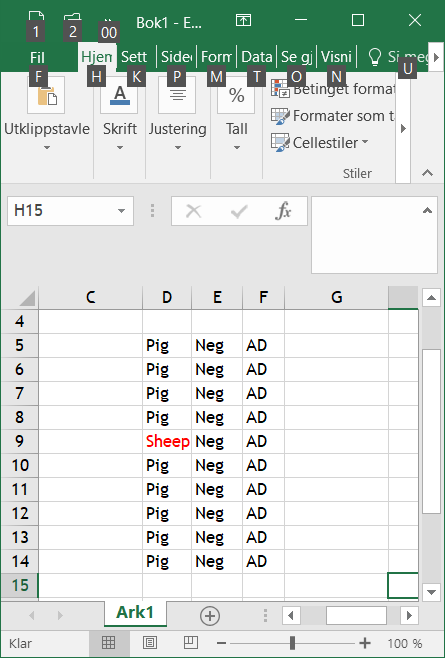 1 2 00 Bok1 - E...
Fil Hjen Sett Side Form Data Se gj Visni Si meg
F H K P M T O N U
A %
Utklippstavle Skrift Justering Tall
Betinget format
Formater som t
Cellestiler
Stiler
H15 fx
C D E F G
4
5 Pig Neg AD
6 Pig Neg AD
7 Pig Neg AD
8 Pig Neg AD
9 Sheep Neg AD
10 Pig Neg AD
11 Pig Neg AD
12 Pig Neg AD
13 Pig Neg AD
14 Pig Neg AD
15
Ark1
Klar 100 %